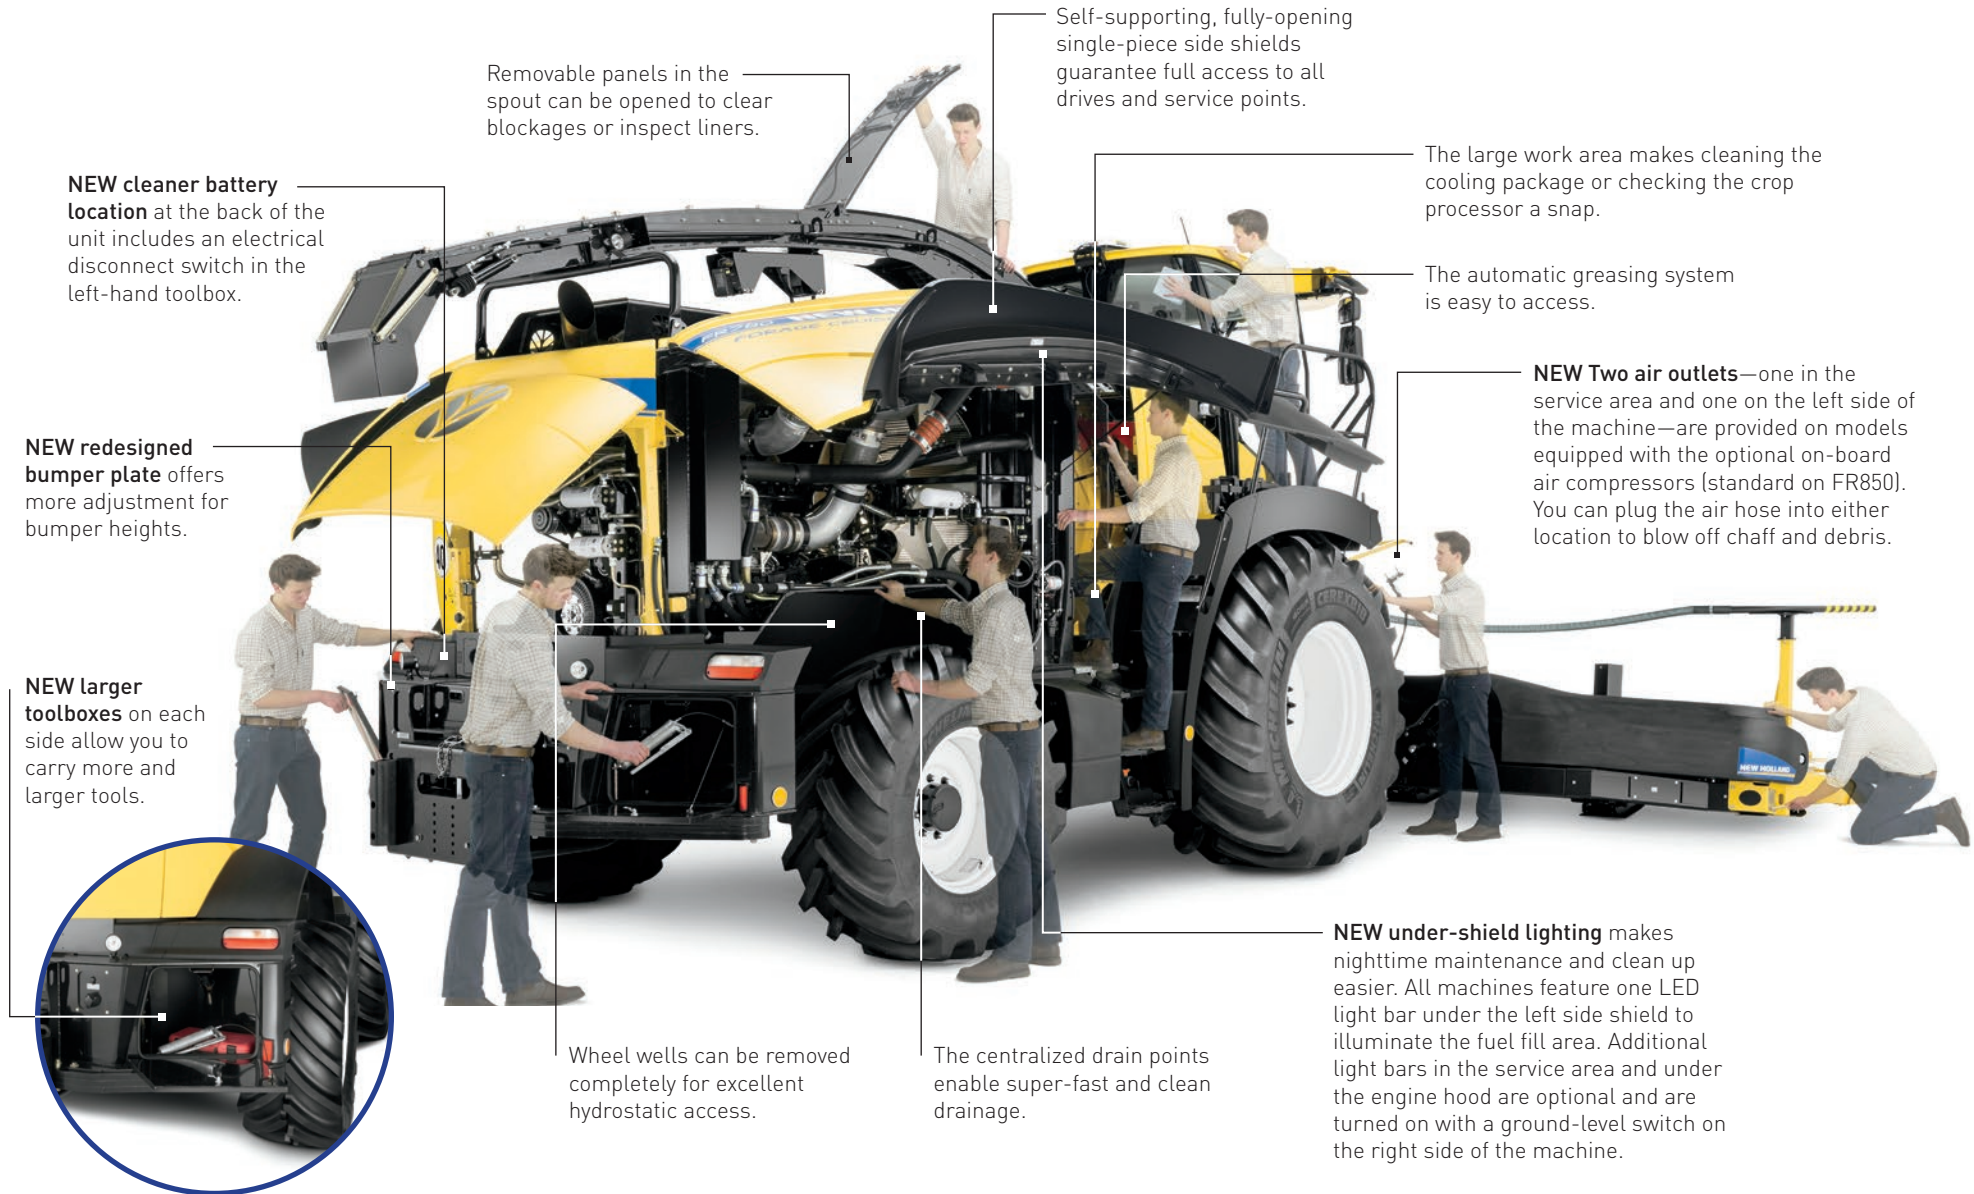 Self-supporting, fully-opening
single-piece side shields
guarantee full access to all
drives and service points.
Removable panels in the
spout can be opened to clear
blockages or inspect liners.
The large work area makes cleaning the
cooling package or checking the crop
processor a snap.
NEW cleaner battery
location at the back of the
unit includes an electrical
disconnect switch in the
left-hand toolbox.
The automatic greasing system
is easy to access.
NEW Two air outlets—one in the
service area and one on the left side of
the machine—are provided on models
equipped with the optional on-board
air compressors (standard on FR850).
You can plug the air hose into either
location to blow off chaff and debris.
NEW redesigned
bumper plate offers
more adjustment for
bumper heights.
NEW larger
toolboxes on each
side allow you to
carry more and
larger tools.
NEW under-shield lighting makes
nighttime maintenance and clean up
easier. All machines feature one LED
light bar under the left side shield to
illuminate the fuel fill area. Additional
light bars in the service area and under
the engine hood are optional and are
turned on with a ground-level switch on
the right side of the machine.
Wheel wells can be removed
completely for excellent
hydrostatic access.
The centralized drain points
enable super-fast and clean
drainage.
FORAGE
MICHELIN
CEREXBIB
NEW HOLLAND
40